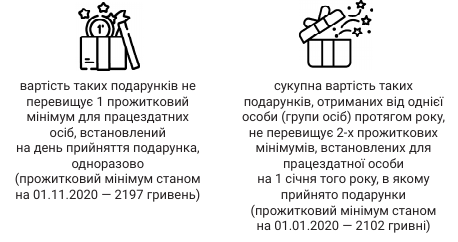 вартість таких подарунків не
перевищує 1 прожитковий
мінімум для працездатних
осіб, встановлений
на день прийняття подарунка,
одноразово
(прожитковий мінімум станом
на 01.11.2020 — 2197 гривень)
сукупна вартість таких
подарунків, отриманих від однієї
особи (групи осіб) протягом року,
не перевищує 2-х прожиткових
мінімумів, встановлених для
працездатної особи
на 1 січня того року, в якому
прийнято подарунки
(прожитковий мінімум станом
на 01.01.2020 — 2102 гривні)